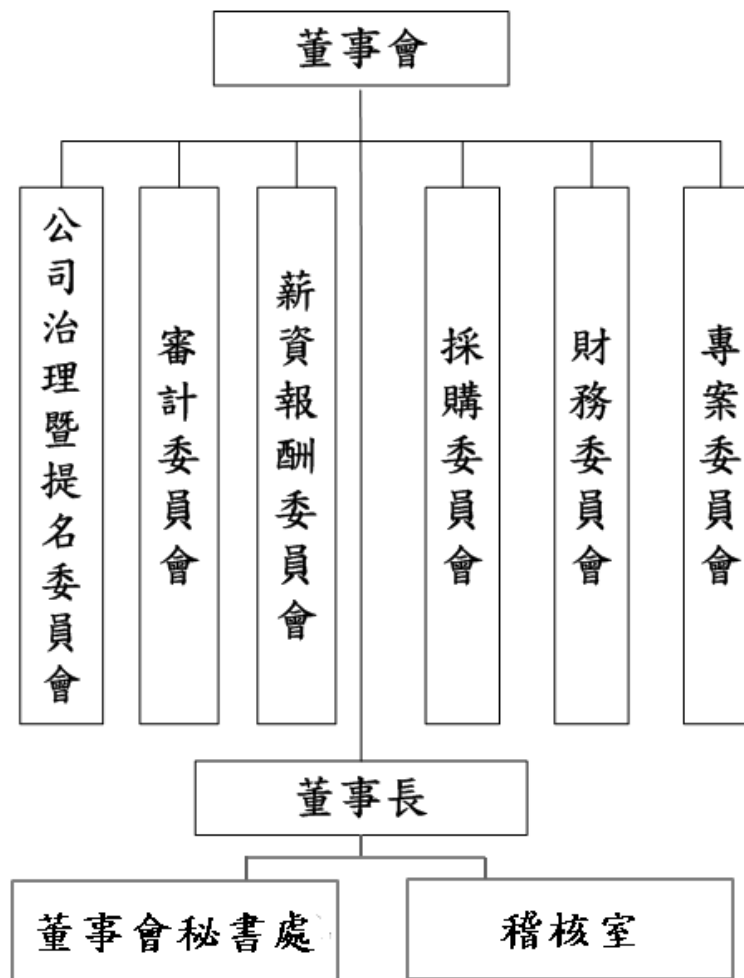 董事會
公司治理暨提名委員會
審計委員會
薪資報酬委員會
採購委員會
財務委員會
專案委員會
董事長
董事會秘書處
稽核室